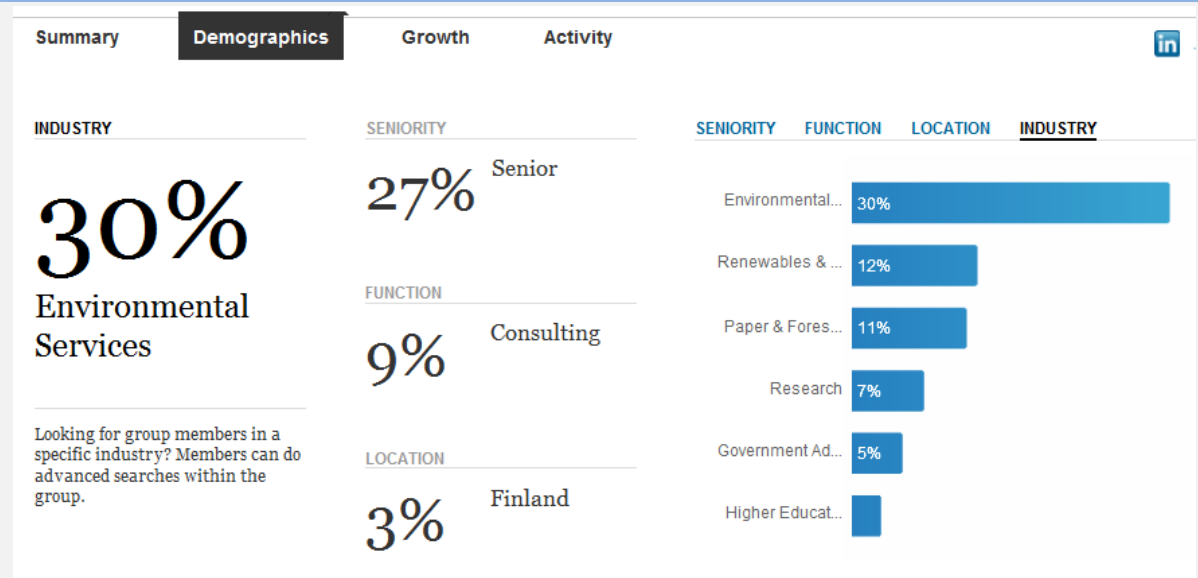 Summary
Demographics
Growth
Activity
in
INDUSTRY
30%
Environmental
Services
Looking for group members in a
specific industry? Members can do
advanced searches within the
group.
SENIORITY
27%
Senior
FUNCTION
9%
Consulting
LOCATION
3%
Finland
SENIORITY FUNCTION LOCATION INDUSTRY
Environmental... 30%
Renewables & ... 12%
Paper & Fores... 11%
Research 7%
Government Ad... 5%
Higher Educat...